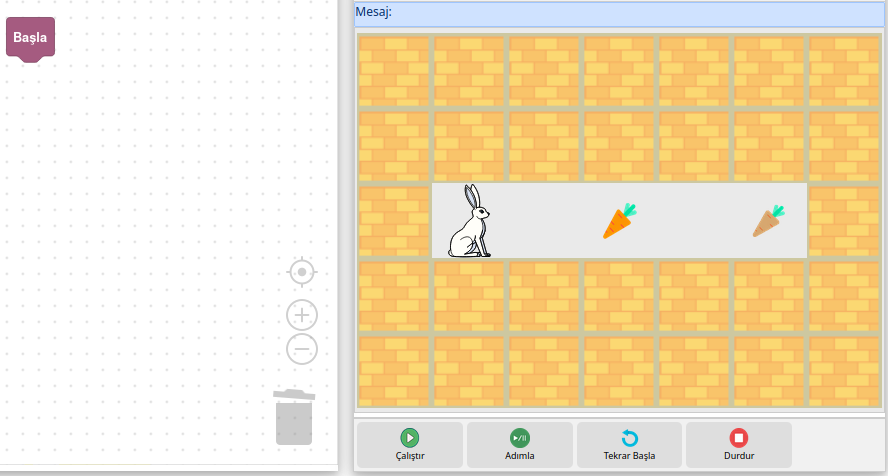 Başla
Mesaj:
Çalıştır
Adımla
Tekrar Başla
Durdur